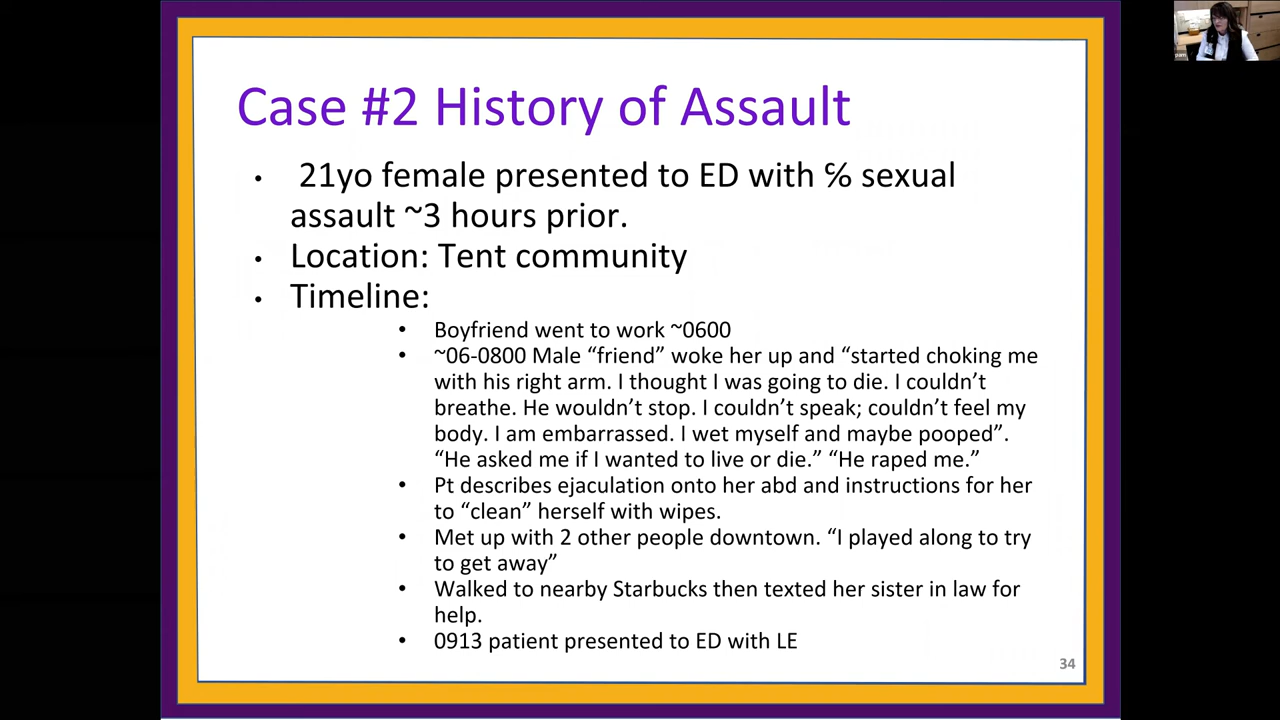 Case #2 History of Assault
• 21yo female presented to ED with ℅ sexual
assault ~3 hours prior.
• Location: Tent community
• Timeline:
• Boyfriend went to work ~0600
• ~06-0800 Male “friend” woke her up and “started choking me
with his right arm. I thought I was going to die. I couldn’t
breathe. He wouldn’t stop. I couldn’t speak; couldn’t feel my
body. I am embarrassed. I wet myself and maybe pooped”.
“He asked me if I wanted to live or die.” “He raped me.”
• Pt describes ejaculation onto her abd and instructions for her
to “clean” herself with wipes.
• Met up with 2 other people downtown. “I played along to try
to get away”
• Walked to nearby Starbucks then texted her sister in law for
help.
• 0913 patient presented to ED with LE
34